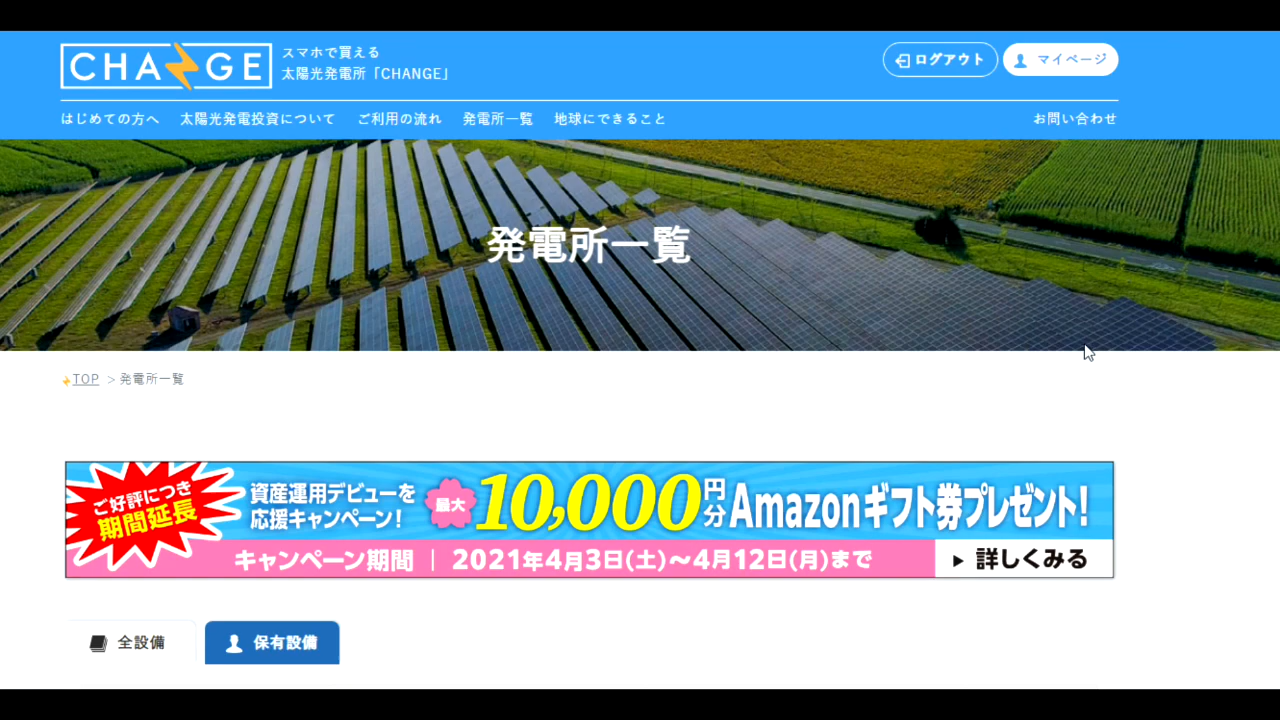 CHANGE
スマホで買える
太陽光発電所「CHANGE」
ログアウト
マイページ
はじめての方へ 太陽光発電投資について ご利用の流れ 発電所一覧 地球にできること お問い合わせ
発電所一覧
TOP > 発電所一覧
ご好評につき
期間延長
資産運用デビューを
応援キャンペーン!
最大10,000円分Amazonギフト券プレゼント!
キャンペーン期間 | 2021年4月3日(土)~4月12日(月)まで
▶ 詳しくみる
全設備
保有設備